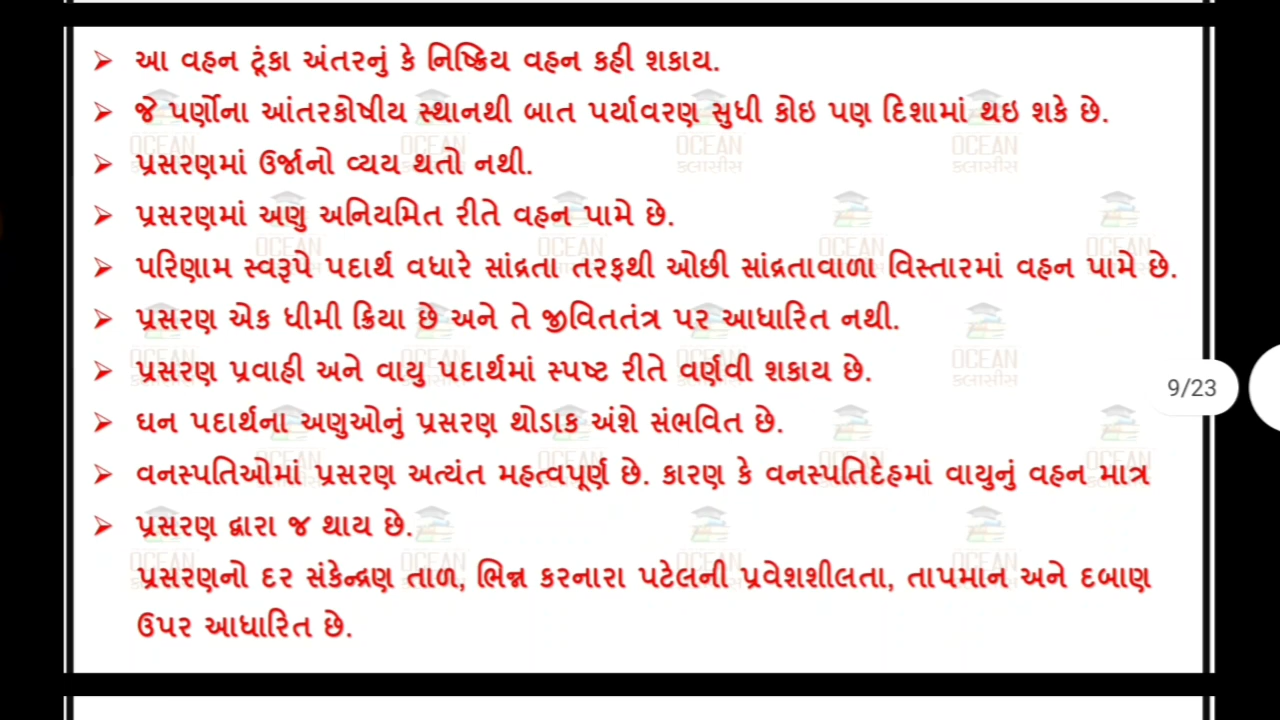 ➢ આ વહન ટૂંકા અંતરનું કે નિષ્ક્રિય વહન કહી શકાય.
➢ જે પર્ણોના આંતરકોષીય સ્થાનથી બાત પર્યાવરણ સુધી કોઇ પણ દિશામાં થઇ શકે છે.
➢ પ્રસરણમાં ઉર્જાનો વ્યય થતો નથી.
➢ પ્રસરણમાં અણુ અનિયમિત રીતે વહન પામે છે.
➢ પરિણામ સ્વરૂપે પદાર્થ વધારે સાંદ્રતા તરફથી ઓછી સાંદ્રતાવાળા વિસ્તારમાં વહન પામે છે.
➢ પ્રસરણ એક ધીમી ક્રિયા છે અને તે જીવિતતંત્ર પર આધારિત નથી.
➢ પ્રસરણ પ્રવાહી અને વાયુ પદાર્થમાં સ્પષ્ટ રીતે વર્ણવી શકાય છે.
9/23
➢ ઘન પદાર્થના અણુઓનું પ્રસરણ થોડાક અંશે સંભવિત છે.
➢ વનસ્પતિઓમાં પ્રસરણ અત્યંત મહત્વપૂર્ણ છે. કારણ કે વનસ્પતિદેહમાં વાયુનું વહન માત્ર
➢ પ્રસરણ દ્વારા જ થાય છે.
પ્રસરણનો દર સંકેન્દ્રણ તાળ, ભિન્ન કરનારા પટેલની પ્રવેશશીલતા, તાપમાન અને દબાણ
ઉપર આધારિત છે.
OCEAN
ક્લાસીસ